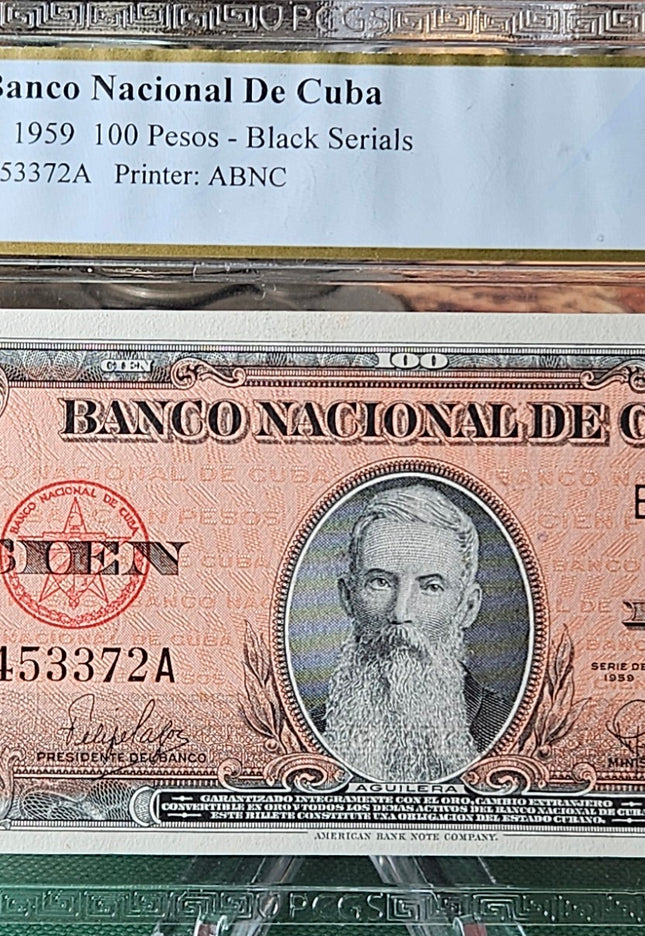 PCGS
Banco Nacional De Cuba
1959 100 Pesos - Black Serials
53372A Printer: ABNC
CIEN 100
BANCO NACIONAL DE C
BANCO NACIONAL DE CUBA
CIEN
453372A
SERIE DE
1959
PRESIDENTE DEL BANCO
MINIS
AGUILERA
GARANTIZADO INTEGRAMENTE CON EL ORO, CAMBIO EXTRANJERO
CONVERTIBLE EN ORO Y TODOS LOS DEMAS ACTIVOS DEL BANCO NACIONAL DE CUBA
ESTE BILLETE CONSTITUYE UNA OBLIGACION DEL ESTADO CUBANO.
AMERICAN BANK NOTE COMPANY.
PCGS